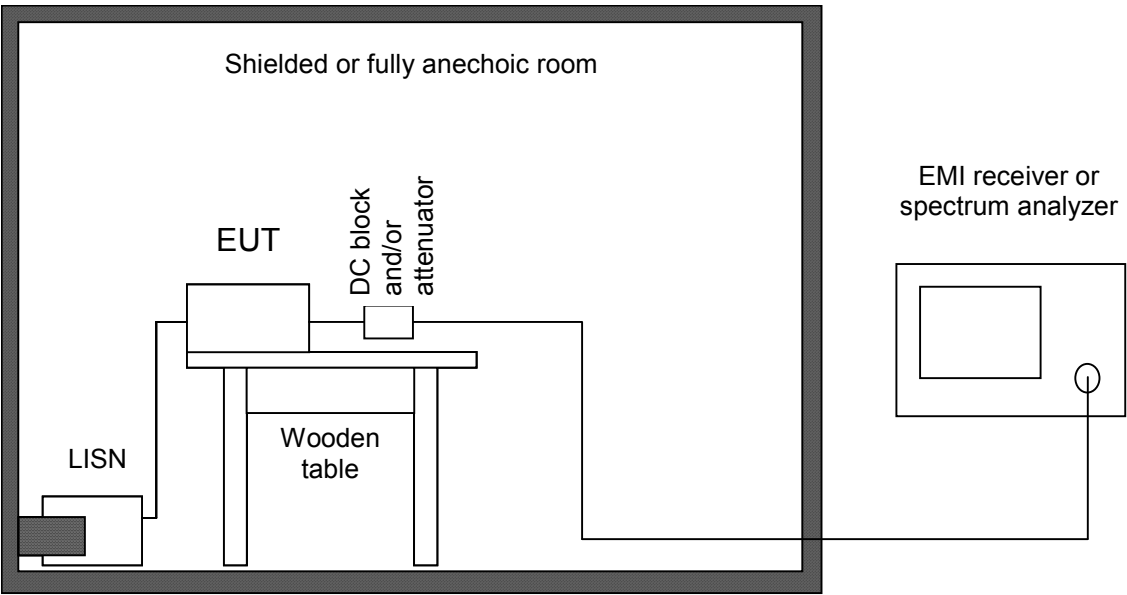 Shielded or fully anechoic room
EMI receiver or
spectrum analyzer
EUT
DC block
and/or
attenuator
Wooden
table
LISN